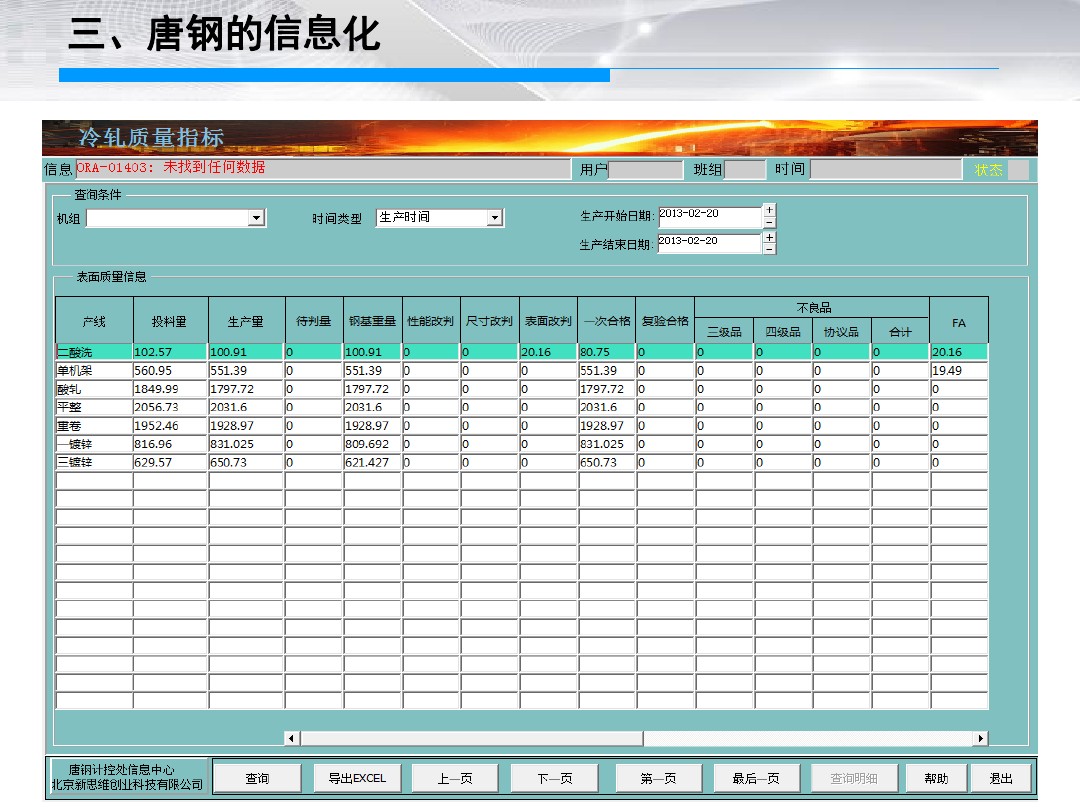 三、唐钢的信息化
冷轧质量指标
信息 ORA-01403: 未找到任何数据 用户 班组 时间 状态
查询条件
机组 时间类型 生产时间 生产开始日期: 2013-02-20 + -
生产结束日期: 2013-02-20 + -
表面质量信息
产线 投料量 生产量 待判量 钢基重量 性能改判 尺寸改判 表面改判 一次合格 复验合格 不良品 FA
三级品 四级品 协议品 合计
二酸洗 102.57 100.91 0 100.91 0 0 20.16 80.75 0 0 0 0 0 20.16
单机架 560.95 551.39 0 551.39 0 0 0 551.39 0 0 0 0 0 19.49
酸轧 1849.99 1797.72 0 1797.72 0 0 0 1797.72 0 0 0 0 0 0
平整 2056.73 2031.6 0 2031.6 0 0 0 2031.6 0 0 0 0 0 0
重卷 1952.46 1928.97 0 1928.97 0 0 0 1928.97 0 0 0 0 0 0
一镀锌 816.96 831.025 0 809.692 0 0 0 831.025 0 0 0 0 0 0
三镀锌 629.57 650.73 0 621.427 0 0 0 650.73 0 0 0 0 0 0
唐钢计控处信息中心
北京新思维创业科技有限公司
查询 导出EXCEL 上一页 下一页 第一页 最后一页 查询明细 帮助 退出